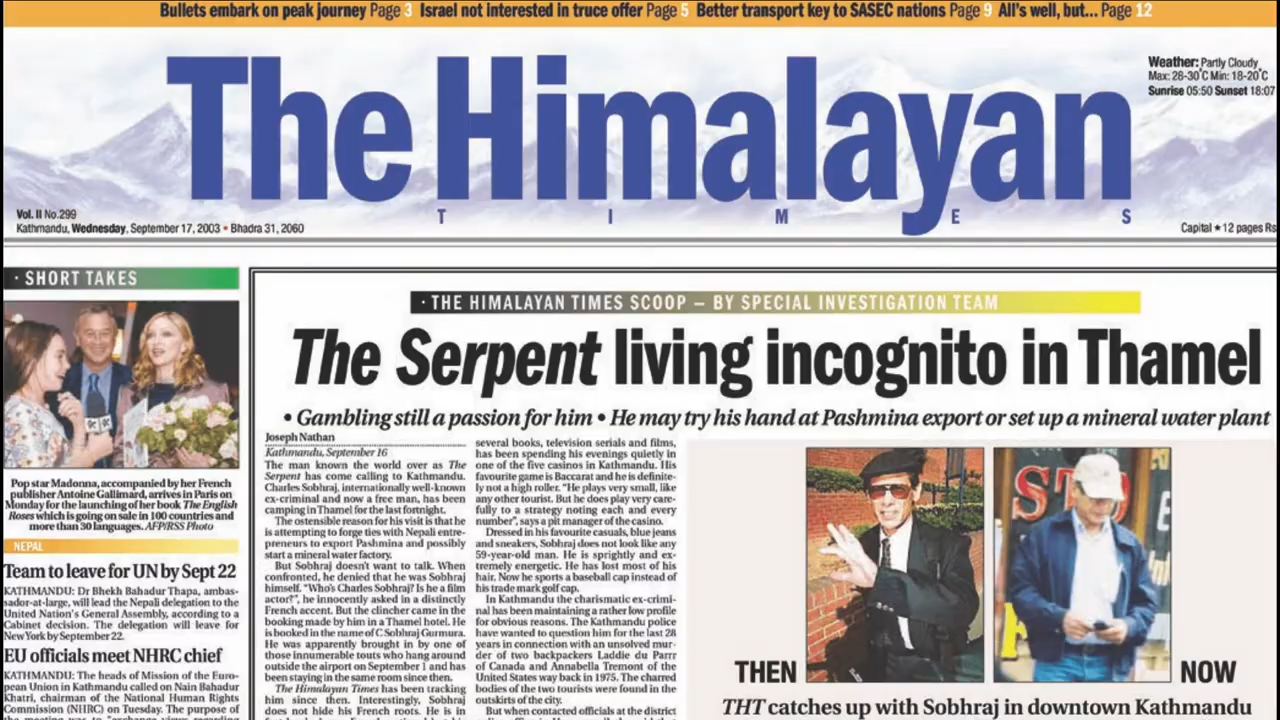 Bullets embark on peak journey Page 3 Israel not interested in truce offer Page 5 Better transport key to SASEC nations Page 9 All's well, but... Page 12
The Himalayan
T I M E S
Weather: Partly Cloudy
Max: 28-30°C Min: 18-20°C
Sunrise 05:50 Sunset 18:07
Vol. II No.299
Kathmandu, Wednesday, September 17, 2003 • Bhadra 31, 2060
Capital ★ 12 pages Rs
· SHORT TAKES
Pop star Madonna, accompanied by her French
publisher Antoine Gallimard, arrives in Paris on
Monday for the launching of her book The English
Roses which is going on sale in 100 countries and
more than 30 languages. AFP/RSS Photo
NEPAL
Team to leave for UN by Sept 22
KATHMANDU: Dr Bhekh Bahadur Thapa, ambas-
sador-at-large, will lead the Nepali delegation to the
United Nation's General Assembly, according to a
Cabinet decision. The delegation will leave for
New York by September 22.
EU officials meet NHRC chief
KATHMANDU: The heads of Mission of the Euro-
pean Union in Kathmandu called on Nain Bahadur
Khatri, chairman of the National Human Rights
Commission (NHRC) on Tuesday. The purpose of
the meeting was to "exchange views regarding
· THE HIMALAYAN TIMES SCOOP – BY SPECIAL INVESTIGATION TEAM
The Serpent living incognito in Thamel
• Gambling still a passion for him • He may try his hand at Pashmina export or set up a mineral water plant
Joseph Nathan
Kathmandu, September 16
The man known the world over as The
Serpent has come calling to Kathmandu.
Charles Sobhraj, internationally well-known
ex-criminal and now a free man, has been
camping in Thamel for the last fortnight.
The ostensible reason for his visit is that he
is attempting to forge ties with Nepali entre-
preneurs to export Pashmina and possibly
start a mineral water factory.
But Sobhraj doesn't want to talk. When
confronted, he denied that he was Sobhraj
himself. "Who's Charles Sobhraj? Is he a film
actor?", he innocently asked in a distinctly
French accent. But the clincher came in the
booking made by him in a Thamel hotel. He
is booked in the name of C Sobhraj Gurmura.
He was apparently brought in by one of
those innumerable touts who hang around
outside the airport on September 1 and has
been staying in the same room since then.
The Himalayan Times has been tracking
him since then. Interestingly, Sobhraj
does not hide his French roots. He is in
several books, television serials and films,
has been spending his evenings quietly in
one of the five casinos in Kathmandu. His
favourite game is Baccarat and he is definite-
ly not a high roller. "He plays very small, like
any other tourist. But he does play very care-
fully to a strategy noting each and every
number", says a pit manager of the casino.
Dressed in his favourite casuals, blue jeans
and sneakers, Sobhraj does not look like any
59-year-old man. He is sprightly and ex-
tremely energetic. He has lost most of his
hair. Now he sports a baseball cap instead of
his trade mark golf cap.
In Kathmandu the charismatic ex-crimi-
nal has been maintaining a rather low profile
for obvious reasons. The Kathmandu police
have wanted to question him for the last 28
years in connection with an unsolved mur-
der of two backpackers Laddie du Parr
of Canada and Annabella Tremont of the
United States way back in 1975. The charred
bodies of the two tourists were found in the
outskirts of the city.
But when contacted officials at the district
THEN
NOW
THT catches up with Sobhraj in downtown Kathmandu